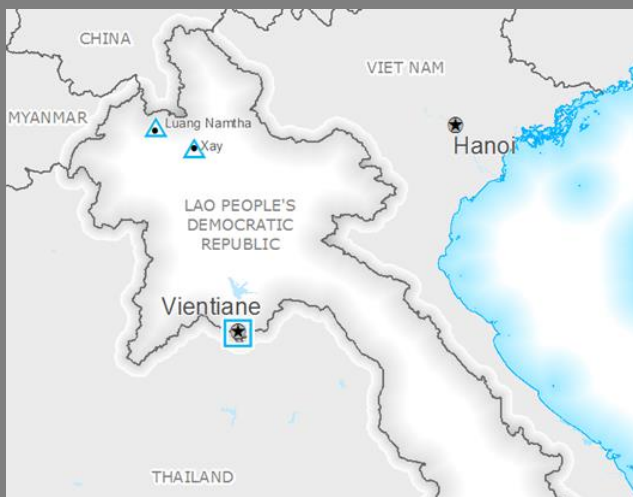 CHINA
VIET NAM
MYANMAR
Luang Namtha
Hanoi
Xay
LAO PEOPLE'S
DEMOCRATIC
REPUBLIC
Vientiane
THAILAND